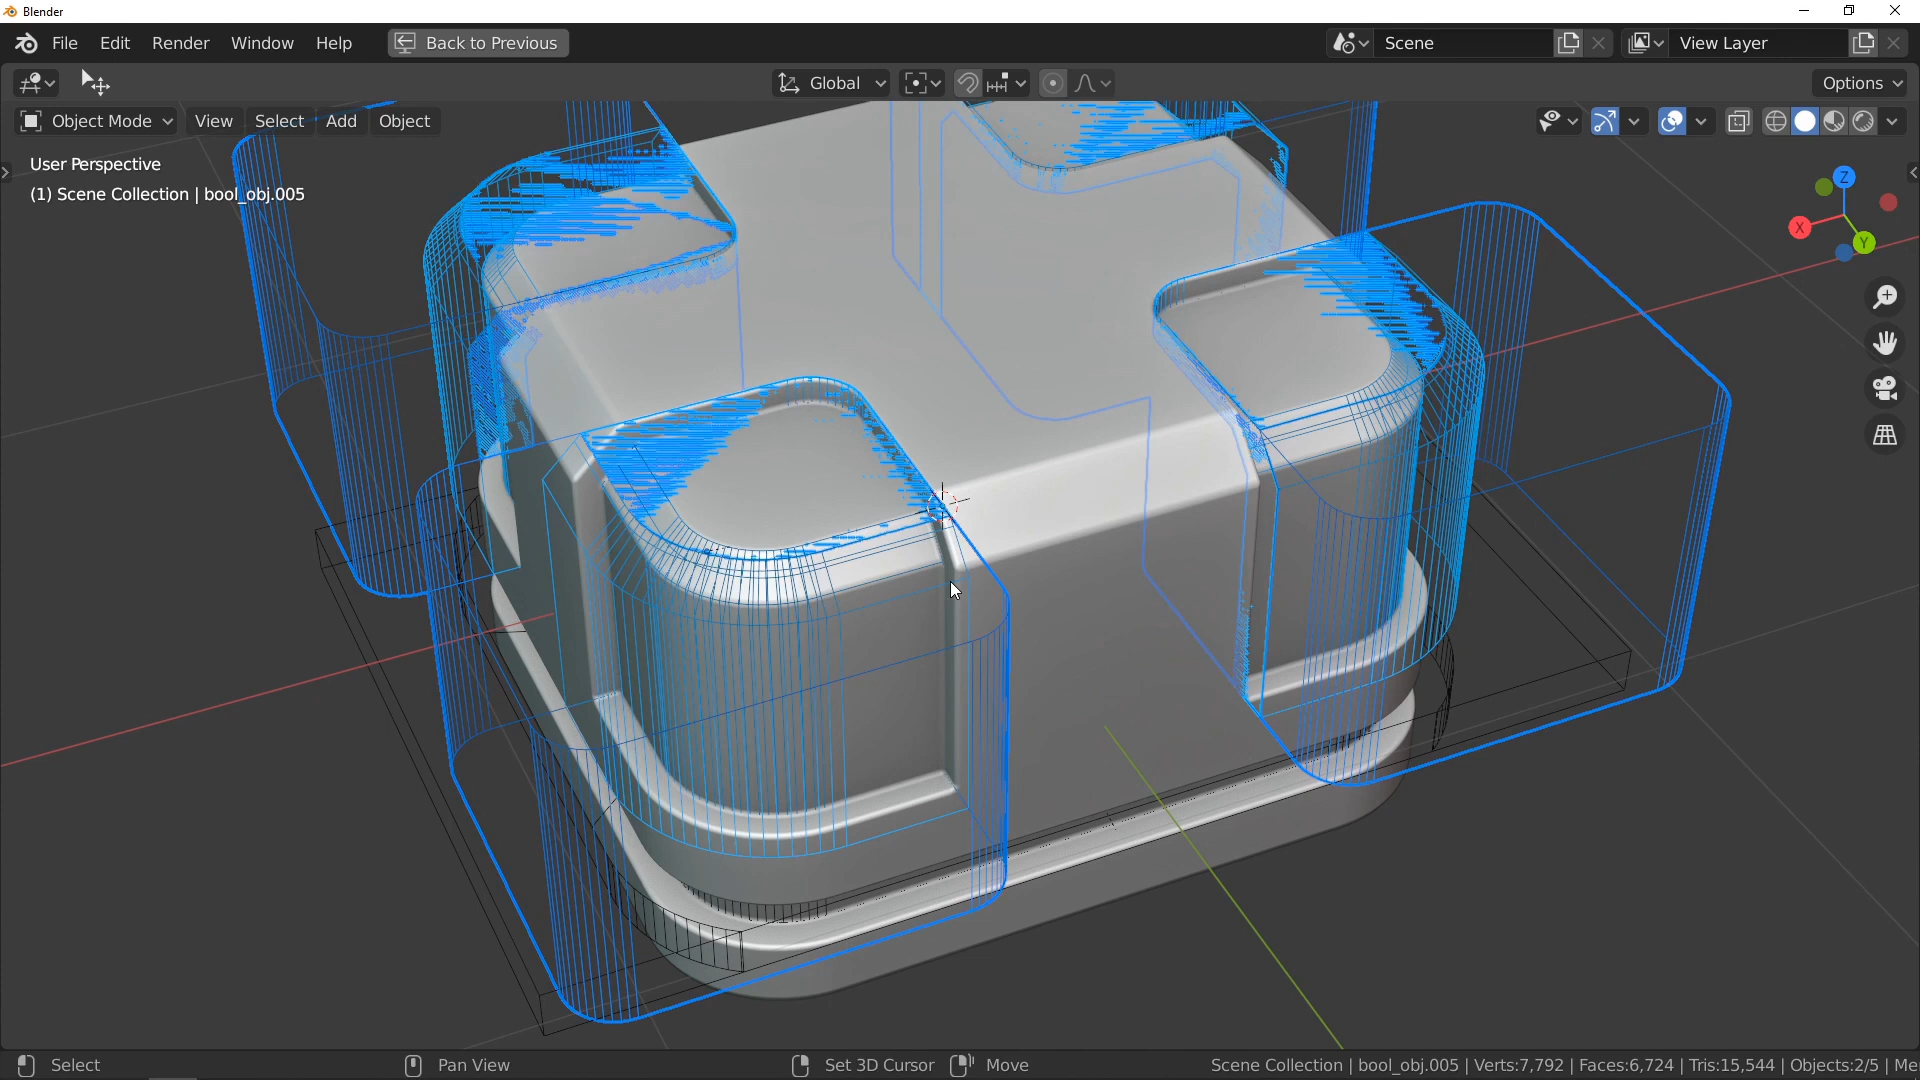 Blender
File Edit Render Window Help Back to Previous Scene View Layer
Global Options
Object Mode View Select Add Object
User Perspective
(1) Scene Collection | bool_obj.005
Z
X
Y
Select Pan View Set 3D Cursor Move Scene Collection | bool_obj.005 | Verts:7,792 | Faces:6,724 | Tris:15,544 | Objects:2/5 | Me